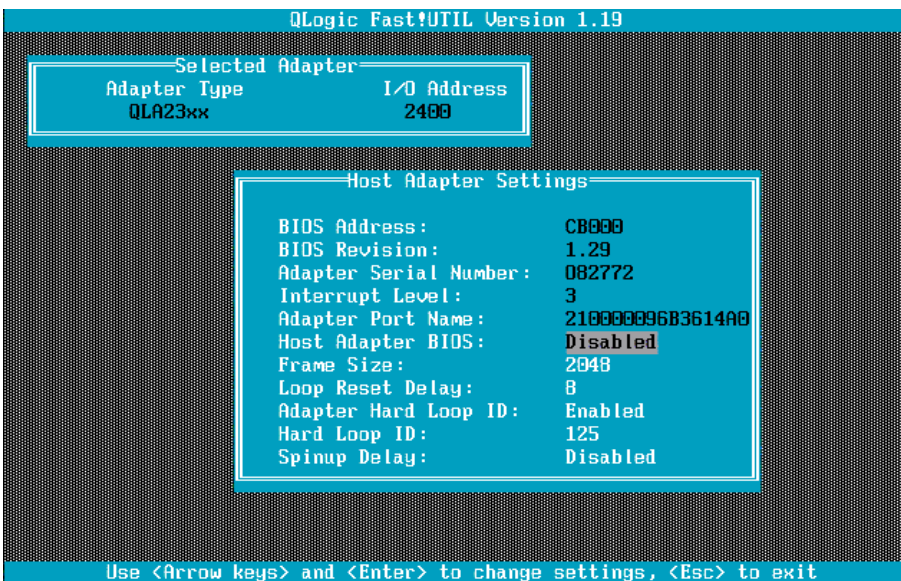 QLogic Fast!UTIL Version 1.19
Selected Adapter
Adapter Type I/O Address
QLA23xx 2400
Host Adapter Settings
BIOS Address: CB000
BIOS Revision: 1.29
Adapter Serial Number: O82772
Interrupt Level: 3
Adapter Port Name: 210000096B3614A0
Host Adapter BIOS: Disabled
Frame Size: 2048
Loop Reset Delay: 8
Adapter Hard Loop ID: Enabled
Hard Loop ID: 125
Spinup Delay: Disabled
Use <Arrow keys> and <Enter> to change settings, <Esc> to exit